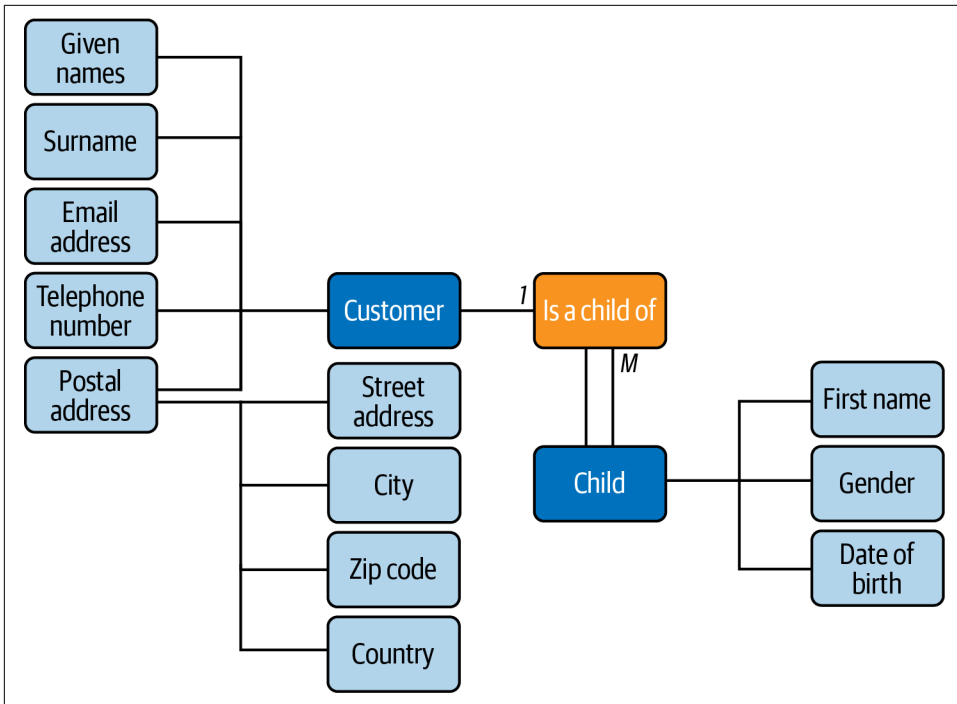 Given
names
Surname
Email
address
Telephone
number
Postal
address
Customer
1
Is a child of
M
Street
address
City
Zip code
Country
Child
First name
Gender
Date of
birth